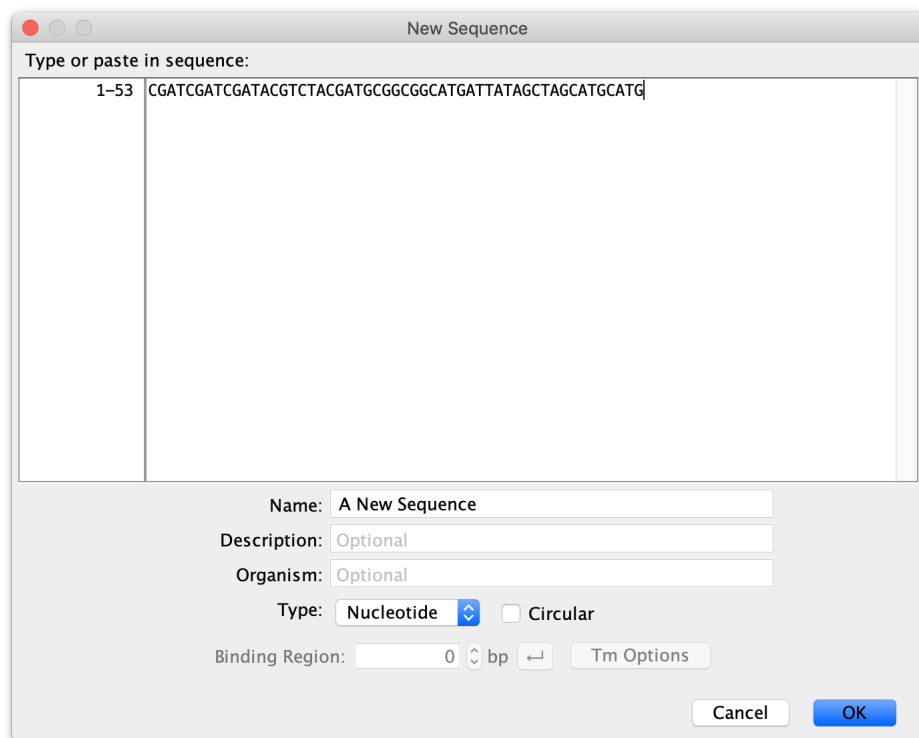 New Sequence
Type or paste in sequence:
1–53 CGATCGATCGATACGTCTACGATGCGGCGGCATGATTATAGCTAGCATGCATG
Name: A New Sequence
Description: Optional
Organism: Optional
Type: Nucleotide Circular
Binding Region: 0 bp Tm Options
Cancel OK